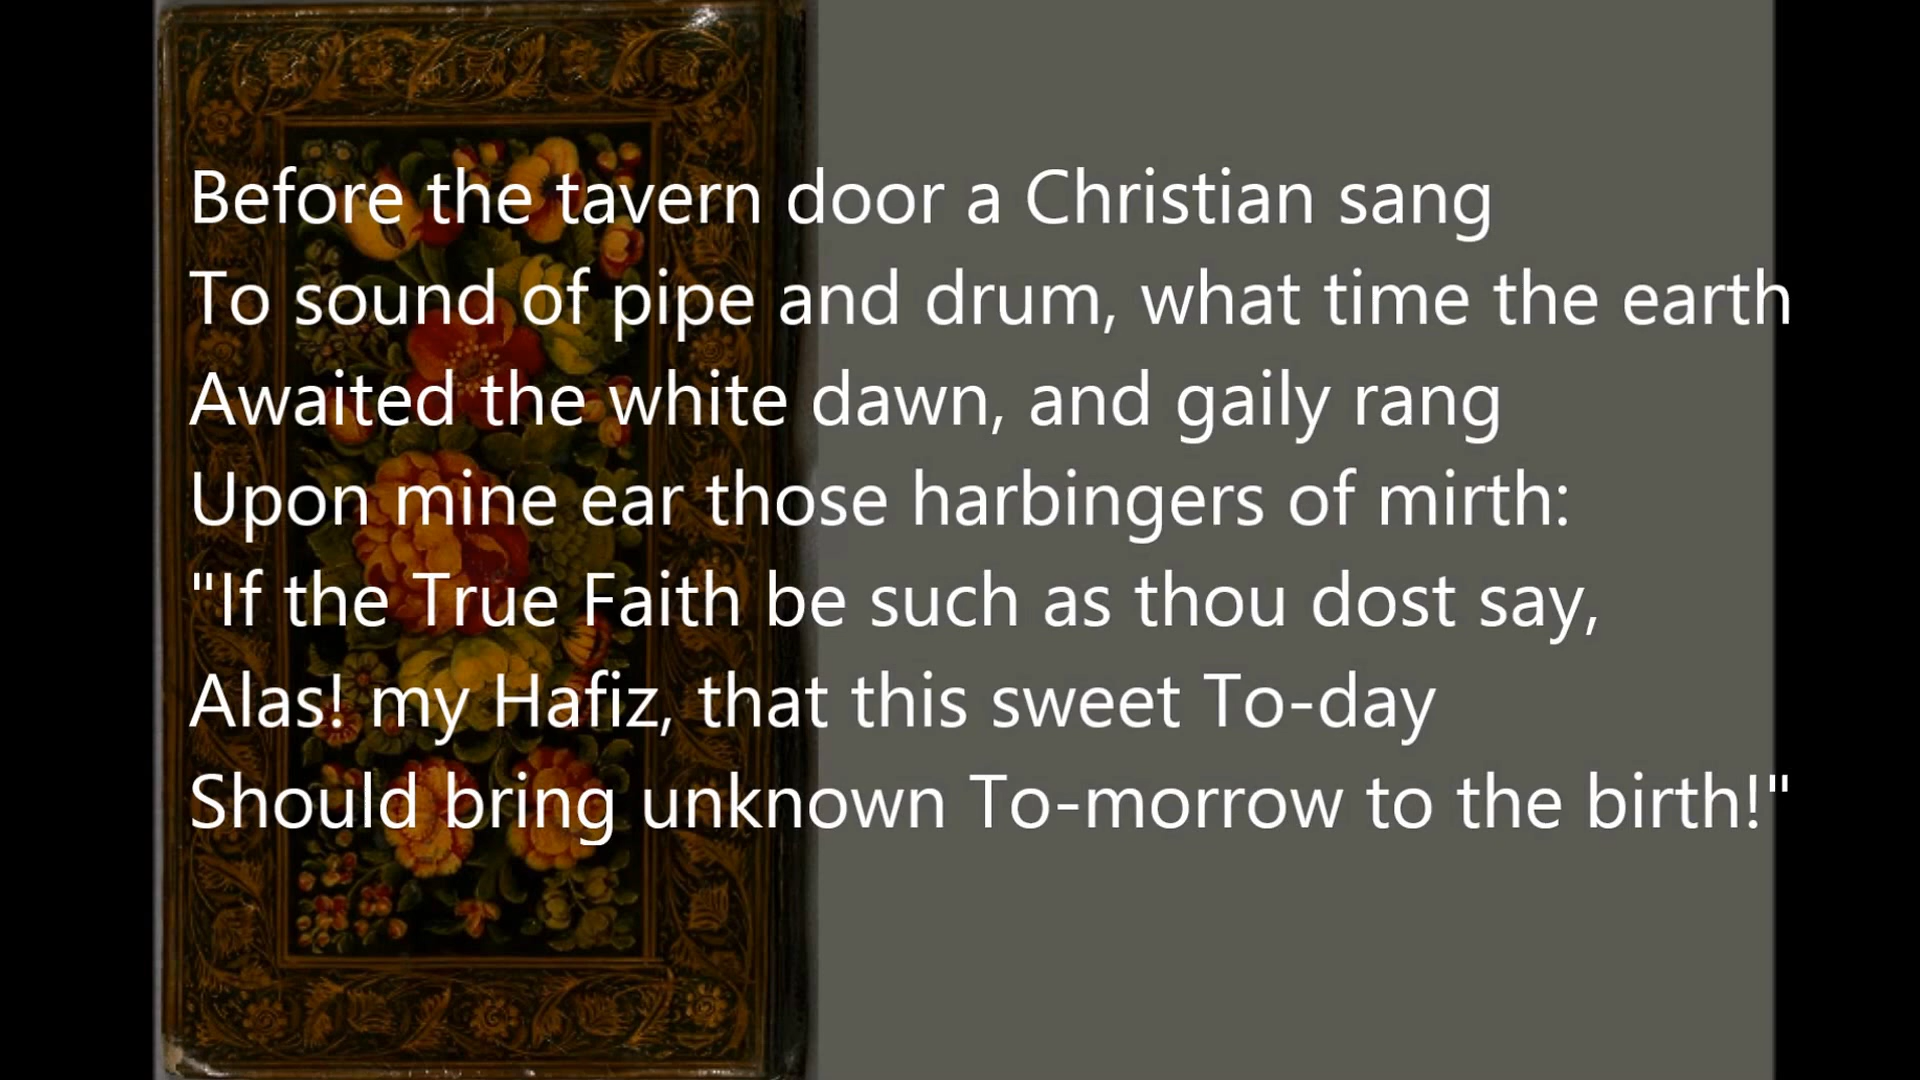 Before the tavern door a Christian sang
To sound of pipe and drum, what time the earth
Awaited the white dawn, and gaily rang
Upon mine ear those harbingers of mirth:
"If the True Faith be such as thou dost say,
Alas! my Hafiz, that this sweet To-day
Should bring unknown To-morrow to the birth!"